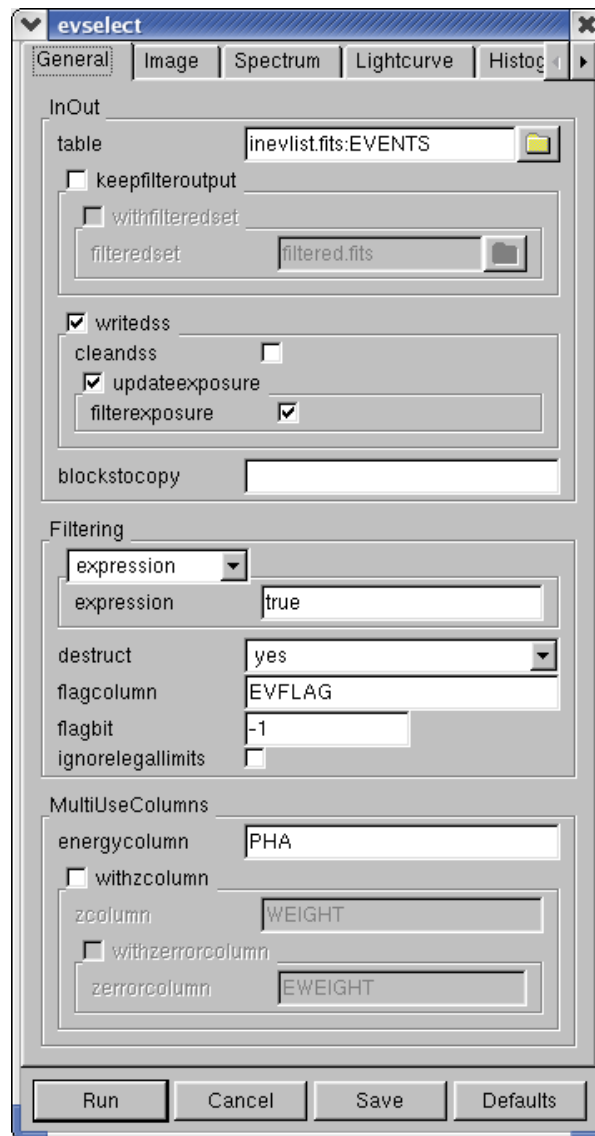 evselect
General Image Spectrum Lightcurve Histog
InOut
table inevlist.fits:EVENTS
keepfilteroutput
withfilteredset
filteredset filtered.fits
writedss
cleandss
updateexposure
filterexposure
blockstocopy
Filtering
expression
expression true
destruct yes
flagcolumn EVFLAG
flagbit -1
ignorelegallimits
MultiUseColumns
energycolumn PHA
withzcolumn
zcolumn WEIGHT
withzerrorcolumn
zerrorcolumn EWEIGHT
Run Cancel Save Defaults